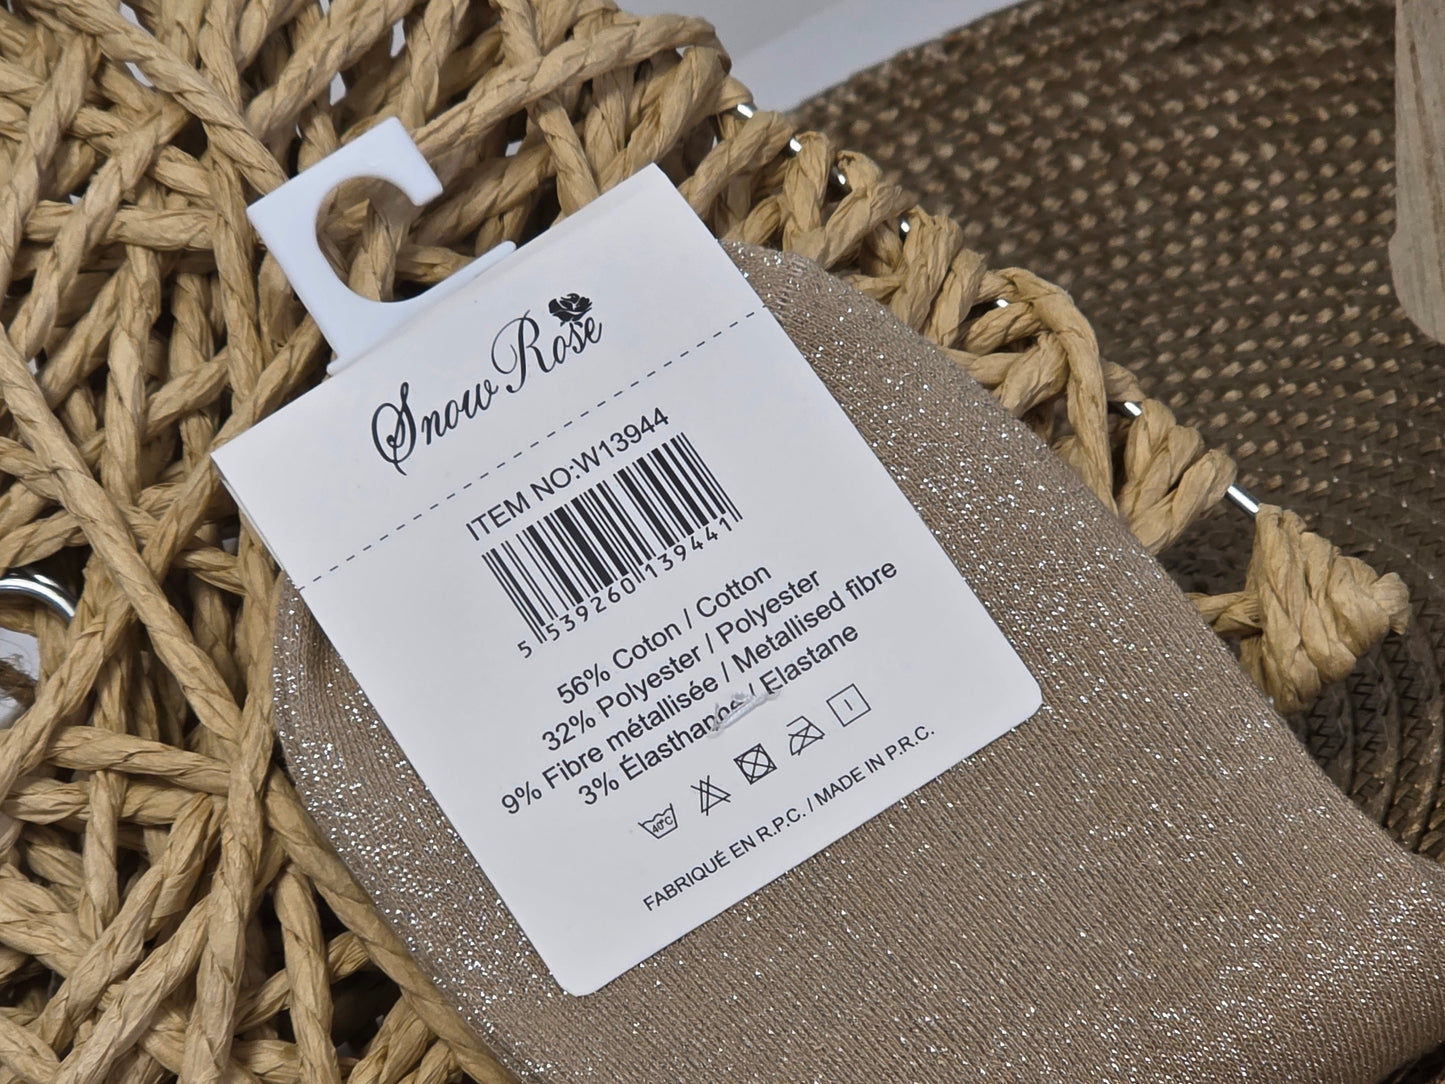 Snow Rose
ITEM NO:W13944
5 539260 139441
56% Coton / Cotton
32% Polyester / Polyester
9% Fibre métallisée / Metallised fibre
3% Élasthanne / Elastane
40°C
FABRIQUÉ EN R.P.C. / MADE IN P.R.C.